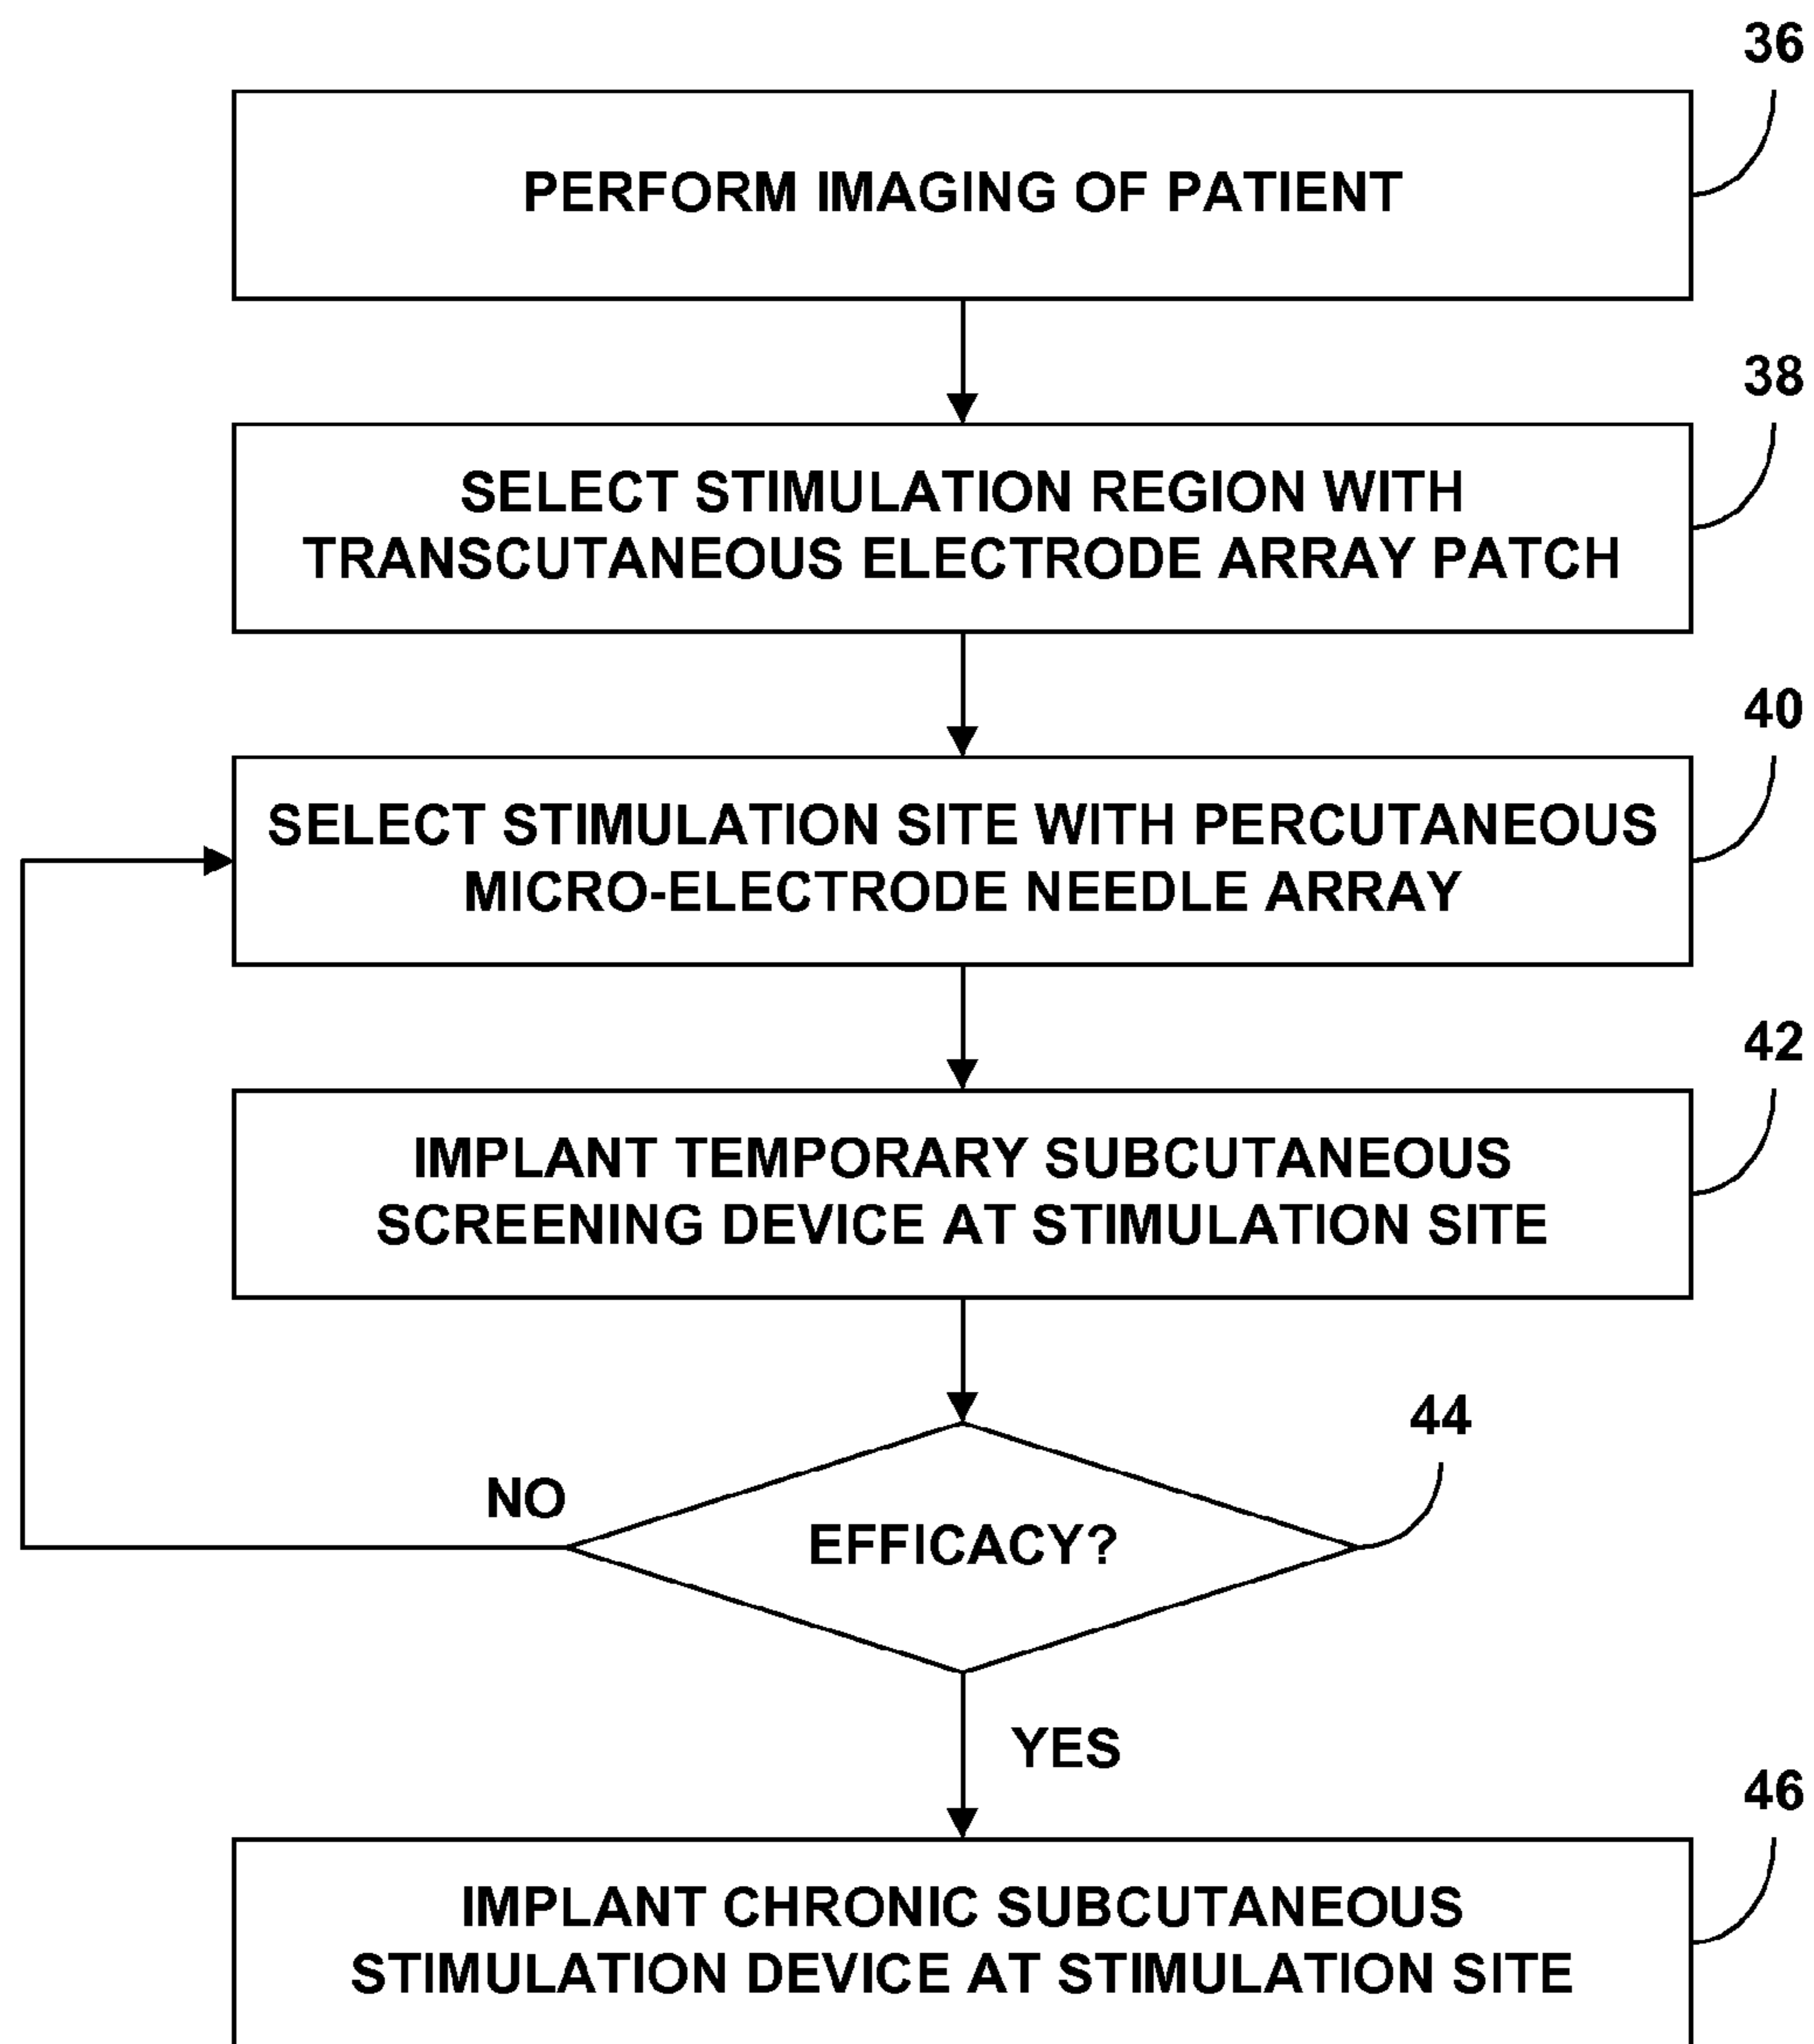 36
PERFORM IMAGING OF PATIENT
38
SELECT STIMULATION REGION WITH
TRANSCUTANEOUS ELECTRODE ARRAY PATCH
40
SELECT STIMULATION SITE WITH PERCUTANEOUS
MICRO-ELECTRODE NEEDLE ARRAY
42
IMPLANT TEMPORARY SUBCUTANEOUS
SCREENING DEVICE AT STIMULATION SITE
44
NO
EFFICACY?
YES
46
IMPLANT CHRONIC SUBCUTANEOUS
STIMULATION DEVICE AT STIMULATION SITE